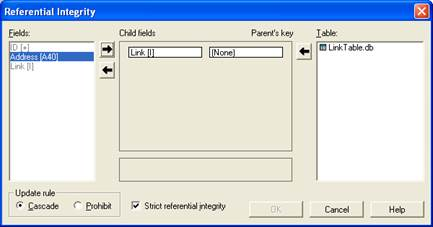 Referential Integrity
Fields:
Child fields
Parent's key
Table:
ID [+]
Address [A40]
Link [I]
Link [I]
[None]
LinkTable.db
Update rule
Cascade
Prohibit
Strict referential integrity
OK
Cancel
Help